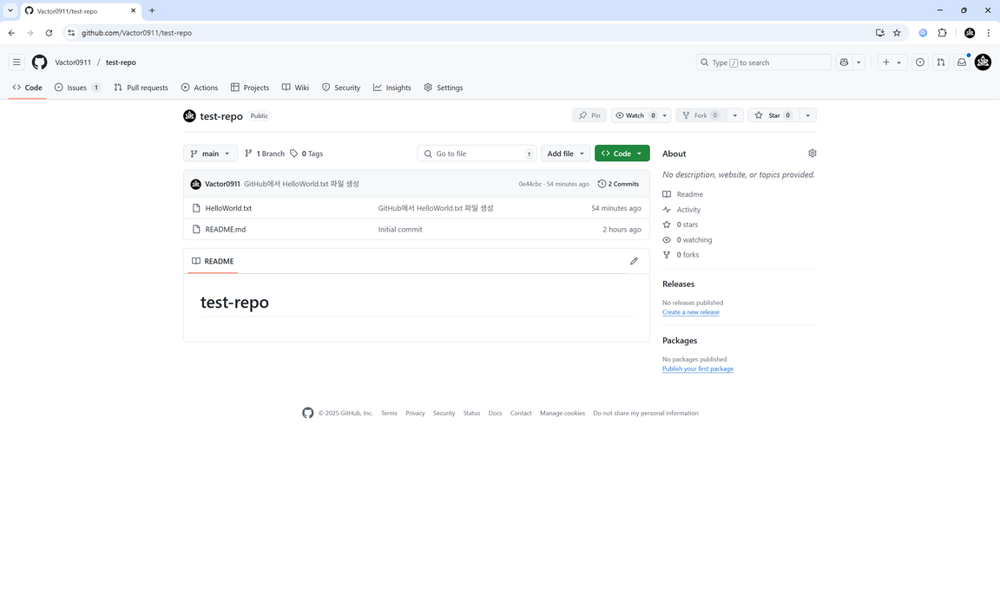 Vactor0911/test-repo
github.com/Vactor0911/test-repo
Vactor0911 / test-repo
Type / to search
Code Issues 1 Pull requests Actions Projects Wiki Security Insights Settings
test-repo Public
Pin Watch 0 Fork 0 Star 0
main 1 Branch 0 Tags Go to file t Add file Code
Vactor0911 GitHub에서 HelloWorld.txt 파일 생성 0e44cbc · 54 minutes ago 2 Commits
HelloWorld.txt GitHub에서 HelloWorld.txt 파일 생성 54 minutes ago
README.md Initial commit 2 hours ago
README
test-repo
About
No description, website, or topics provided.
Readme
Activity
0 stars
0 watching
0 forks
Releases
No releases published
Create a new release
Packages
No packages published
Publish your first package
© 2025 GitHub, Inc. Terms Privacy Security Status Docs Contact Manage cookies Do not share my personal information